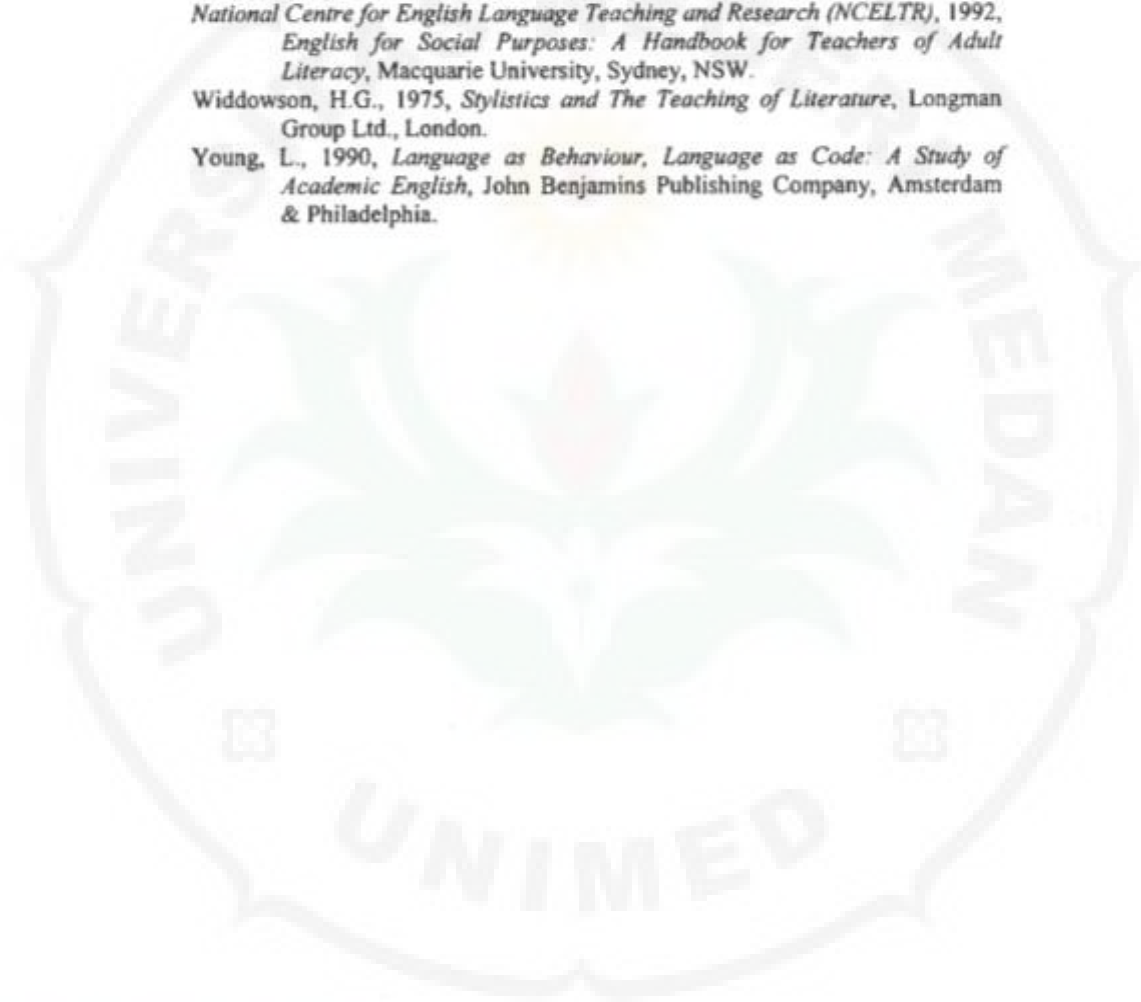 National Centre for English Language Teaching and Research (NCELTR), 1992,
English for Social Purposes: A Handbook for Teachers of Adult
Literacy, Macquarie University, Sydney, NSW.
Widdowson, H.G., 1975, Stylistics and The Teaching of Literature, Longman
Group Ltd., London.
Young, L., 1990, Language as Behaviour, Language as Code: A Study of
Academic English, John Benjamins Publishing Company, Amsterdam
& Philadelphia.
MEDAN
UNIMED